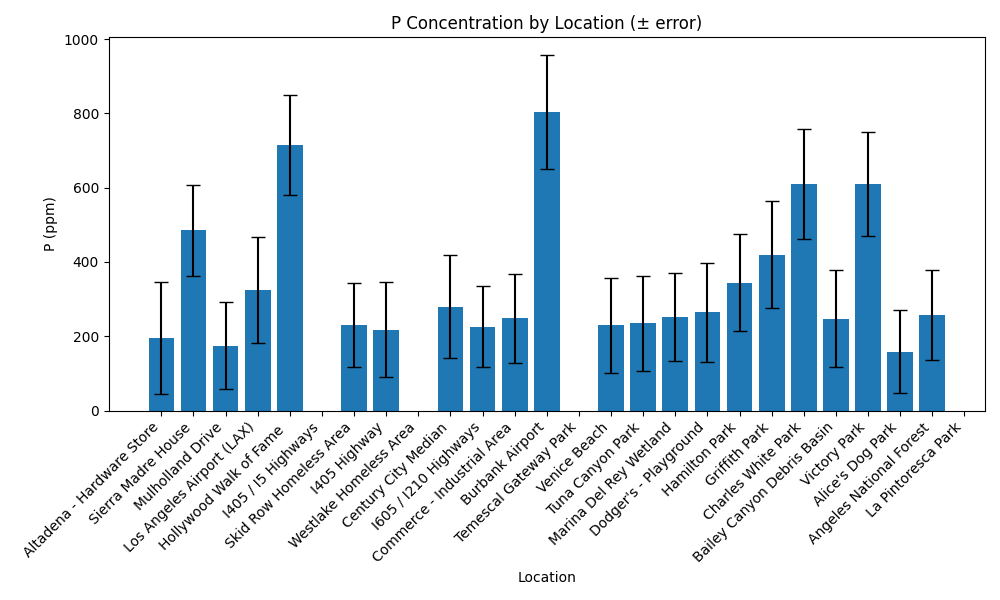 P Concentration by Location (± error)
P (ppm)
1000
800
600
400
200
0
Altadena - Hardware Store
Sierra Madre House
Mulholland Drive
Los Angeles Airport (LAX)
Hollywood Walk of Fame
I405 / I5 Highways
Skid Row Homeless Area
I405 Highway
Westlake Homeless Area
Century City Median
I605 / I210 Highways
Commerce - Industrial Area
Burbank Airport
Temescal Gateway Park
Venice Beach
Tuna Canyon Park
Marina Del Rey Wetland
Dodger's - Playground
Hamilton Park
Griffith Park
Charles White Park
Bailey Canyon Debris Basin
Victory Park
Alice's Dog Park
Angeles National Forest
La Pintoresca Park
Location